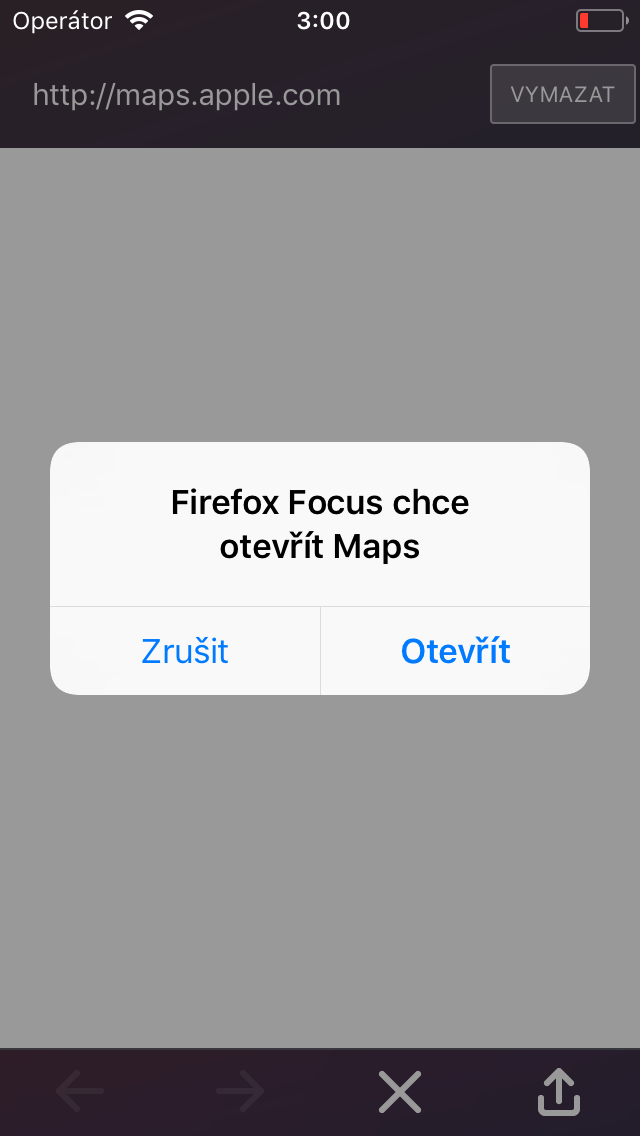 Operátor 3:00
http://maps.apple.com VYMAZAT
Firefox Focus chce
otevřít Maps
Zrušit Otevřít